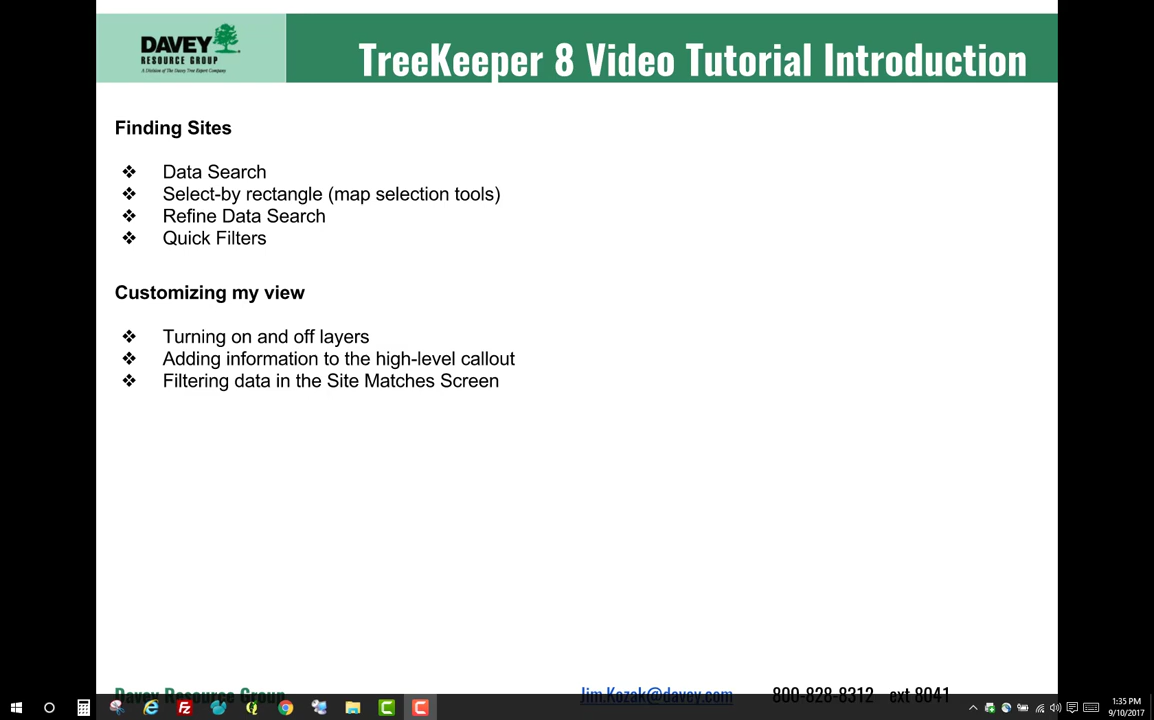 DAVEY
RESOURCE GROUP
A Division of The Davey Tree Expert Company
TreeKeeper 8 Video Tutorial Introduction
Finding Sites
❖ Data Search
❖ Select-by rectangle (map selection tools)
❖ Refine Data Search
❖ Quick Filters
Customizing my view
❖ Turning on and off layers
❖ Adding information to the high-level callout
❖ Filtering data in the Site Matches Screen
Davey Resource Group Jim.Kozak@davey.com 800-828-8312 ext 8041
1:35 PM
9/10/2017